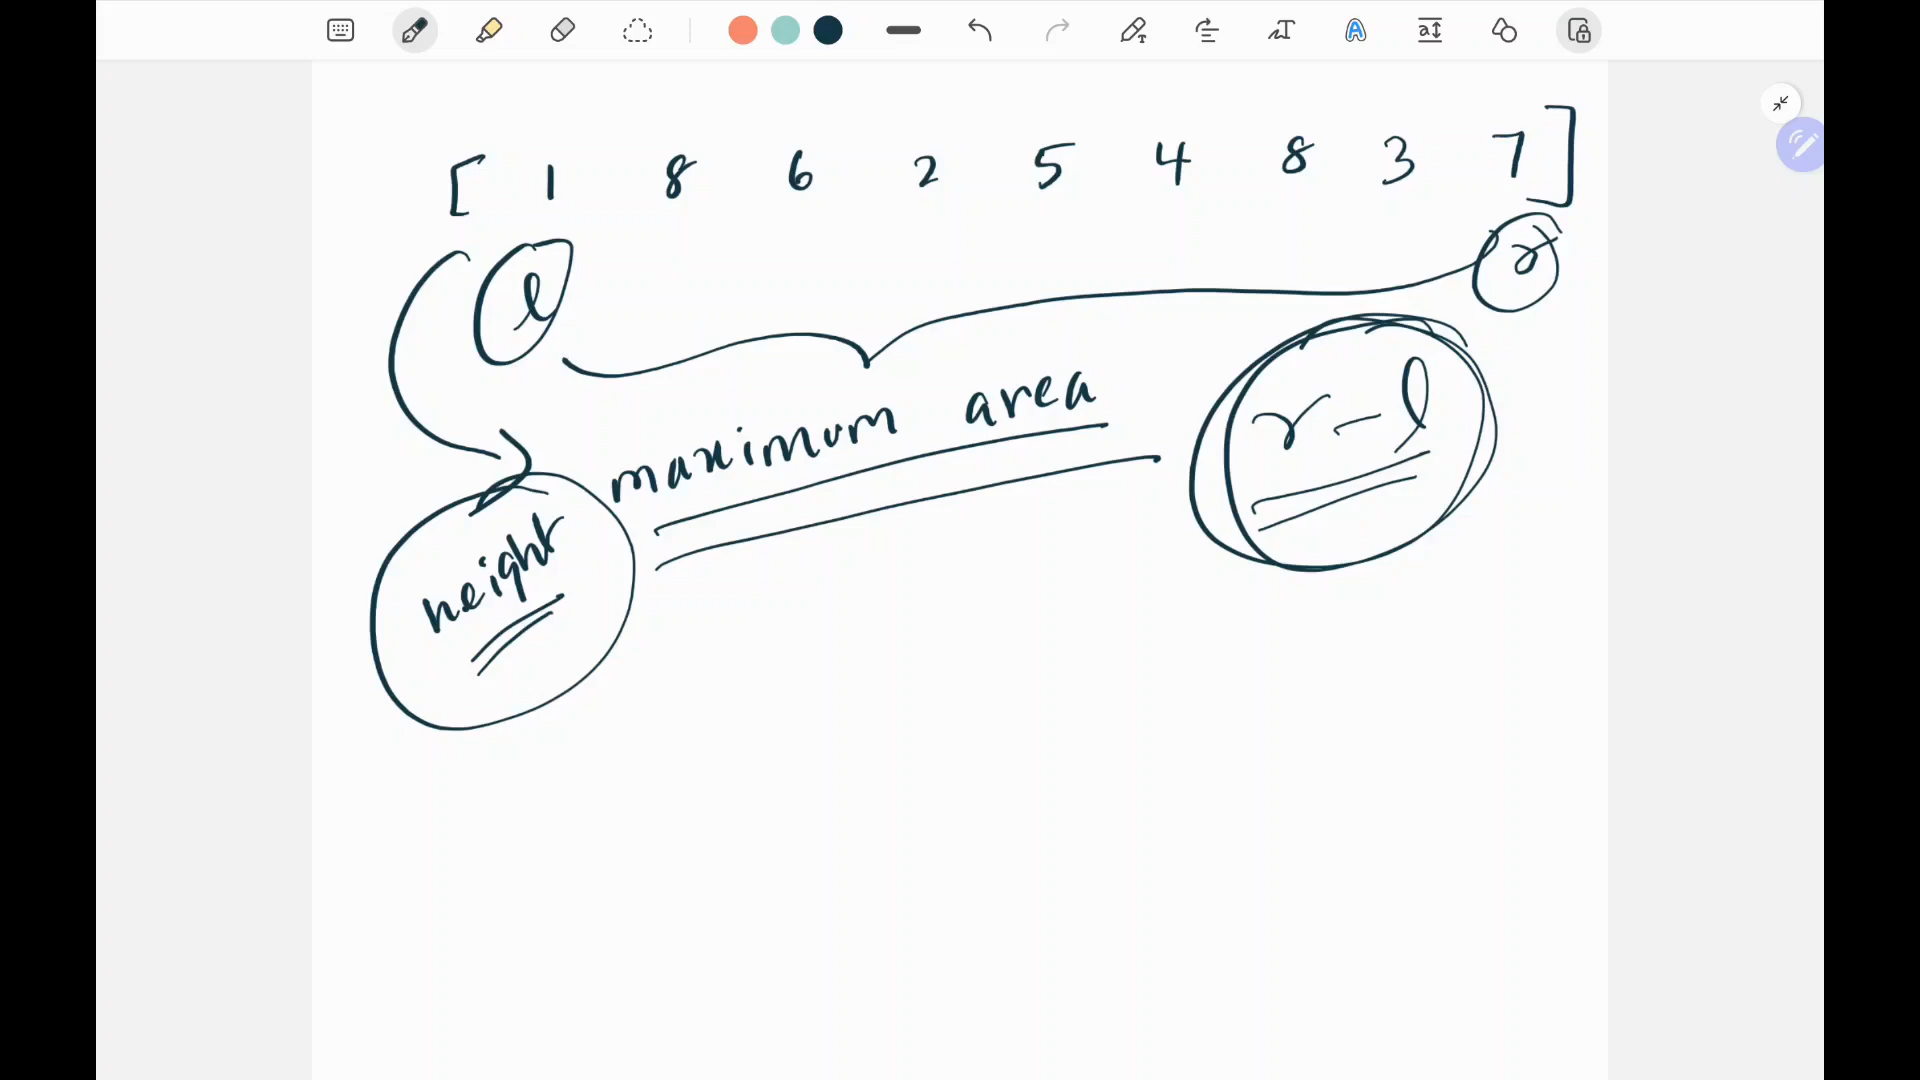 [ 1 8 6 2 5 4 8 3 7 ]
l r
maximum area
r - l
height